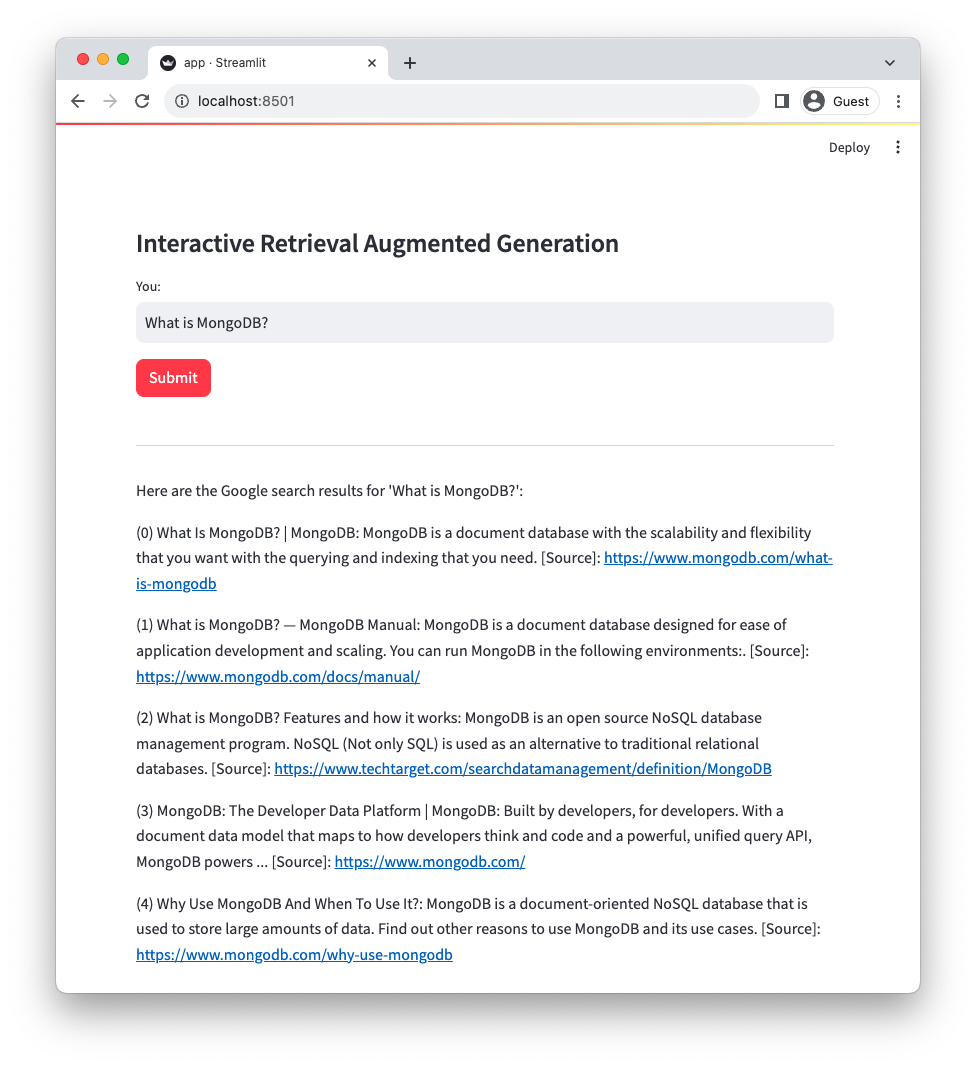 app · Streamlit
localhost:8501
Guest
Deploy
Interactive Retrieval Augmented Generation
You:
What is MongoDB?
Submit
Here are the Google search results for 'What is MongoDB?':
(0) What Is MongoDB? | MongoDB: MongoDB is a document database with the scalability and flexibility
that you want with the querying and indexing that you need. [Source]: https://www.mongodb.com/what-
is-mongodb
(1) What is MongoDB? — MongoDB Manual: MongoDB is a document database designed for ease of
application development and scaling. You can run MongoDB in the following environments:. [Source]:
https://www.mongodb.com/docs/manual/
(2) What is MongoDB? Features and how it works: MongoDB is an open source NoSQL database
management program. NoSQL (Not only SQL) is used as an alternative to traditional relational
databases. [Source]: https://www.techtarget.com/searchdatamanagement/definition/MongoDB
(3) MongoDB: The Developer Data Platform | MongoDB: Built by developers, for developers. With a
document data model that maps to how developers think and code and a powerful, unified query API,
MongoDB powers ... [Source]: https://www.mongodb.com/
(4) Why Use MongoDB And When To Use It?: MongoDB is a document-oriented NoSQL database that is
used to store large amounts of data. Find out other reasons to use MongoDB and its use cases. [Source]:
https://www.mongodb.com/why-use-mongodb